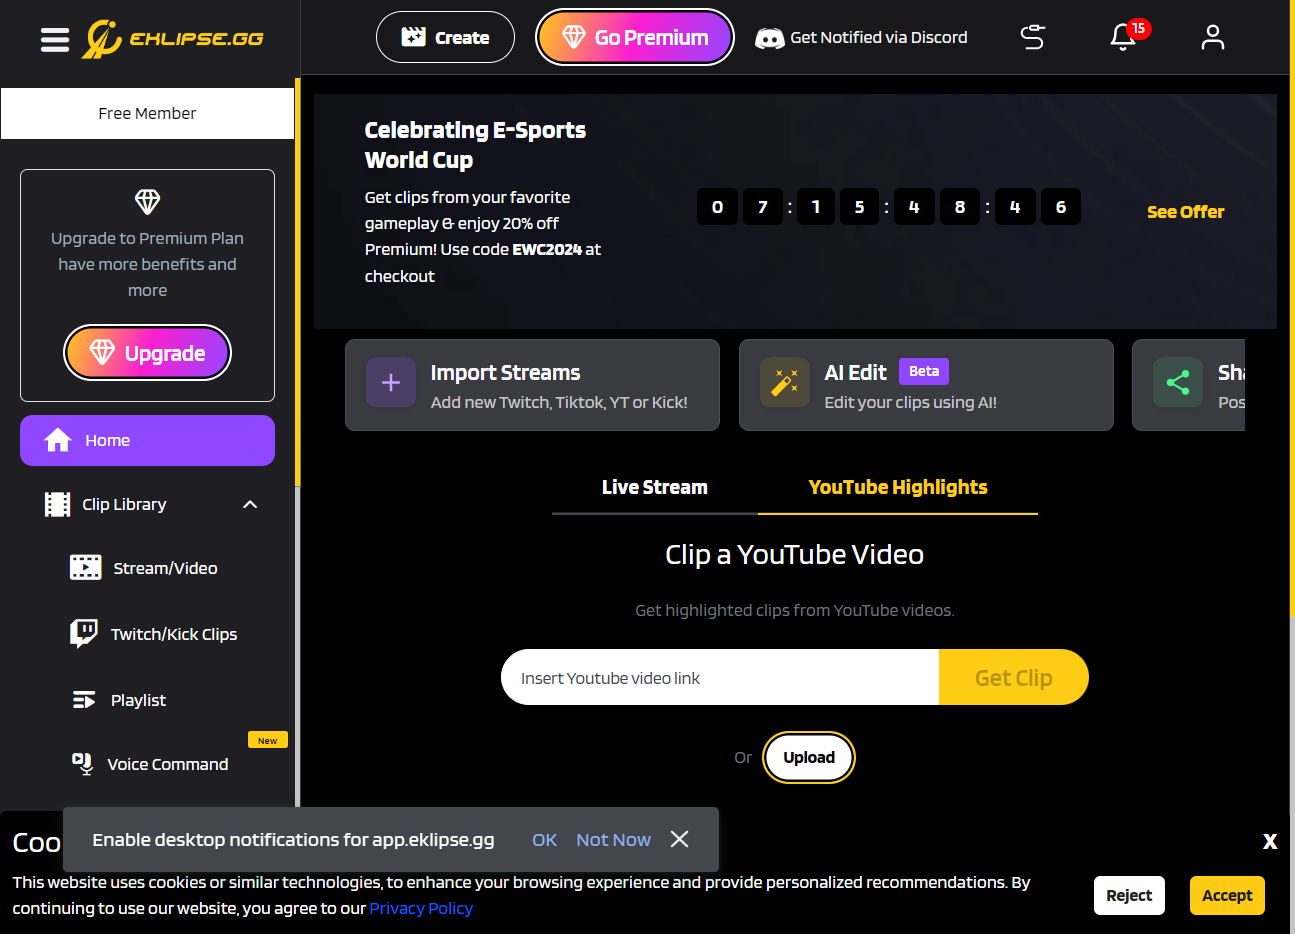 EKLIPSE.GG
Create
Go Premium
Get Notified via Discord
15
Free Member
Upgrade to Premium Plan
have more benefits and
more
Upgrade
Home
Clip Library
Stream/Video
Twitch/Kick Clips
Playlist
New
Voice Command
Celebrating E-Sports
World Cup
Get clips from your favorite
gameplay & enjoy 20% off
Premium! Use code EWC2024 at
checkout
0 7 : 1 5 : 4 8 : 4 6
See Offer
Import Streams
Add new Twitch, Tiktok, YT or Kick!
AI Edit Beta
Edit your clips using AI!
Live Stream
YouTube Highlights
Clip a YouTube Video
Get highlighted clips from YouTube videos.
Insert Youtube video link
Get Clip
Or Upload
Enable desktop notifications for app.eklipse.gg OK Not Now
X
This website uses cookies or similar technologies, to enhance your browsing experience and provide personalized recommendations. By
continuing to use our website, you agree to our Privacy Policy
Reject
Accept